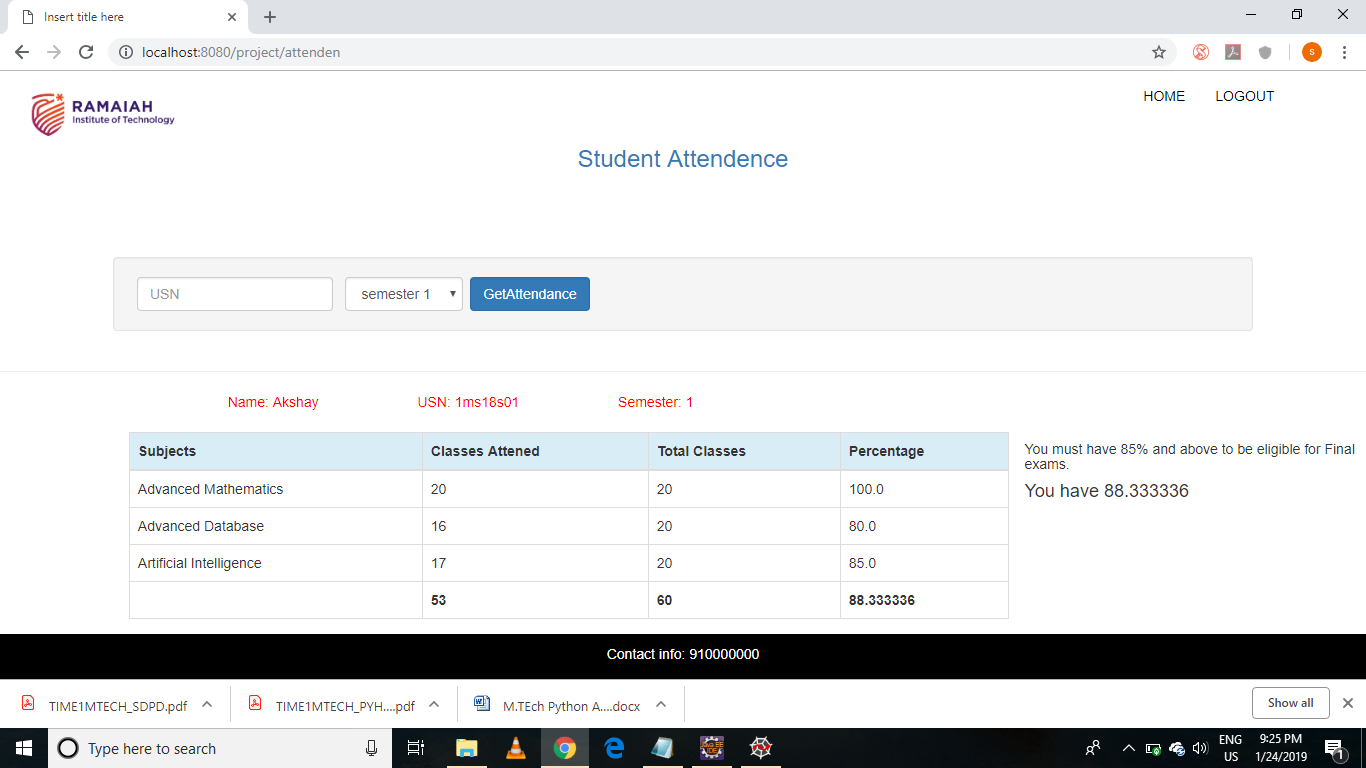 Insert title here
localhost:8080/project/attenden
S
RAMAIAH
Institute of Technology
HOME LOGOUT
Student Attendence
USN semester 1 GetAttendance
Name: Akshay USN: 1ms18s01 Semester: 1
Subjects Classes Attened Total Classes Percentage
Advanced Mathematics 20 20 100.0
Advanced Database 16 20 80.0
Artificial Intelligence 17 20 85.0
53 60 88.333336
You must have 85% and above to be eligible for Final
exams.
You have 88.333336
Contact info: 910000000
TIME1MTECH_SDPD.pdf TIME1MTECH_PYH....pdf M.TEch Python A....docx Show all
Type here to search
ENG
US
9:25 PM
1/24/2019
1